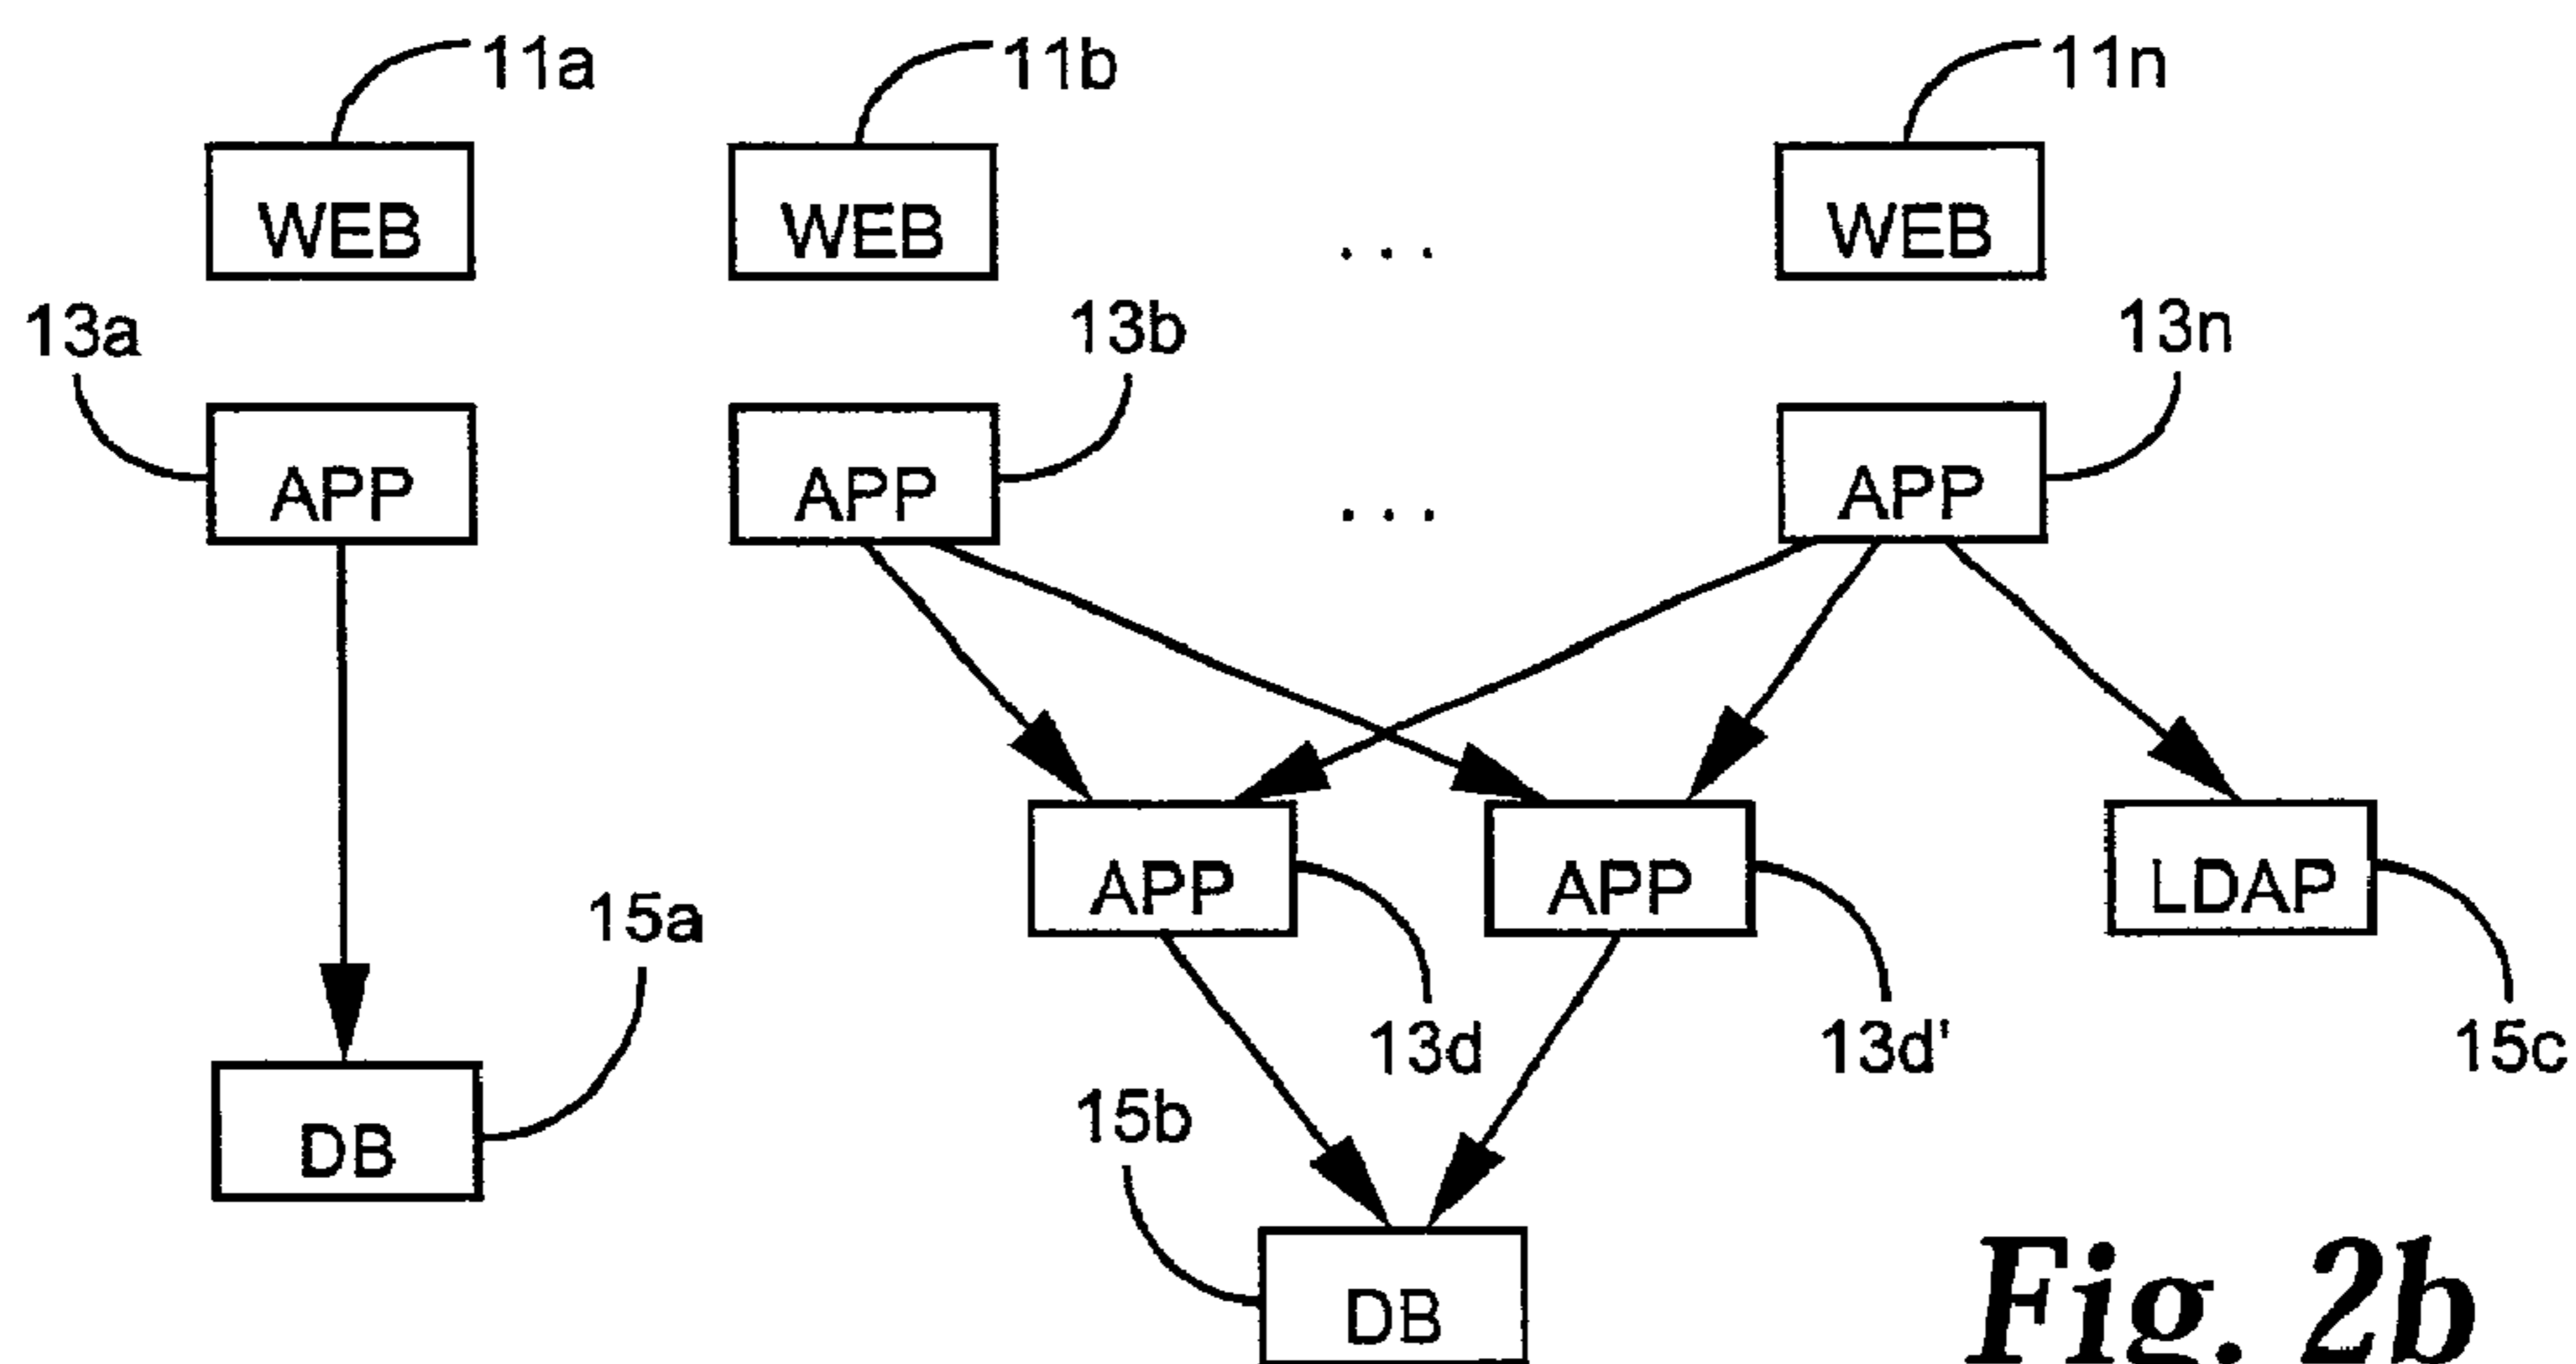 11a 11b 11n
WEB WEB ... WEB
13a 13b 13n
APP APP ... APP
APP APP LDAP
15a
13d 13d' 15c
15b
DB
DB
Fig. 2b